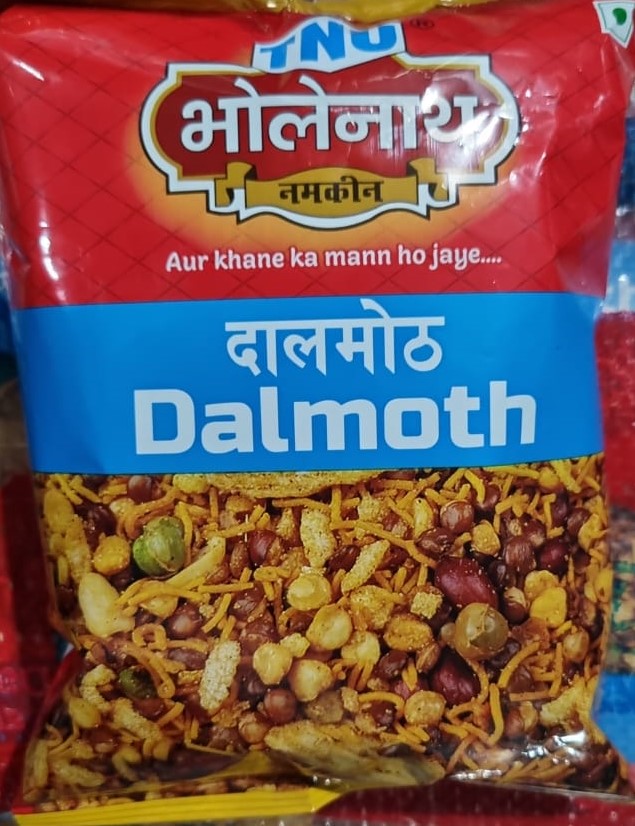 TNU ®
भोलेनाथ
नमकीन
Aur khane ka mann ho jaye....
दालमोठ
Dalmoth